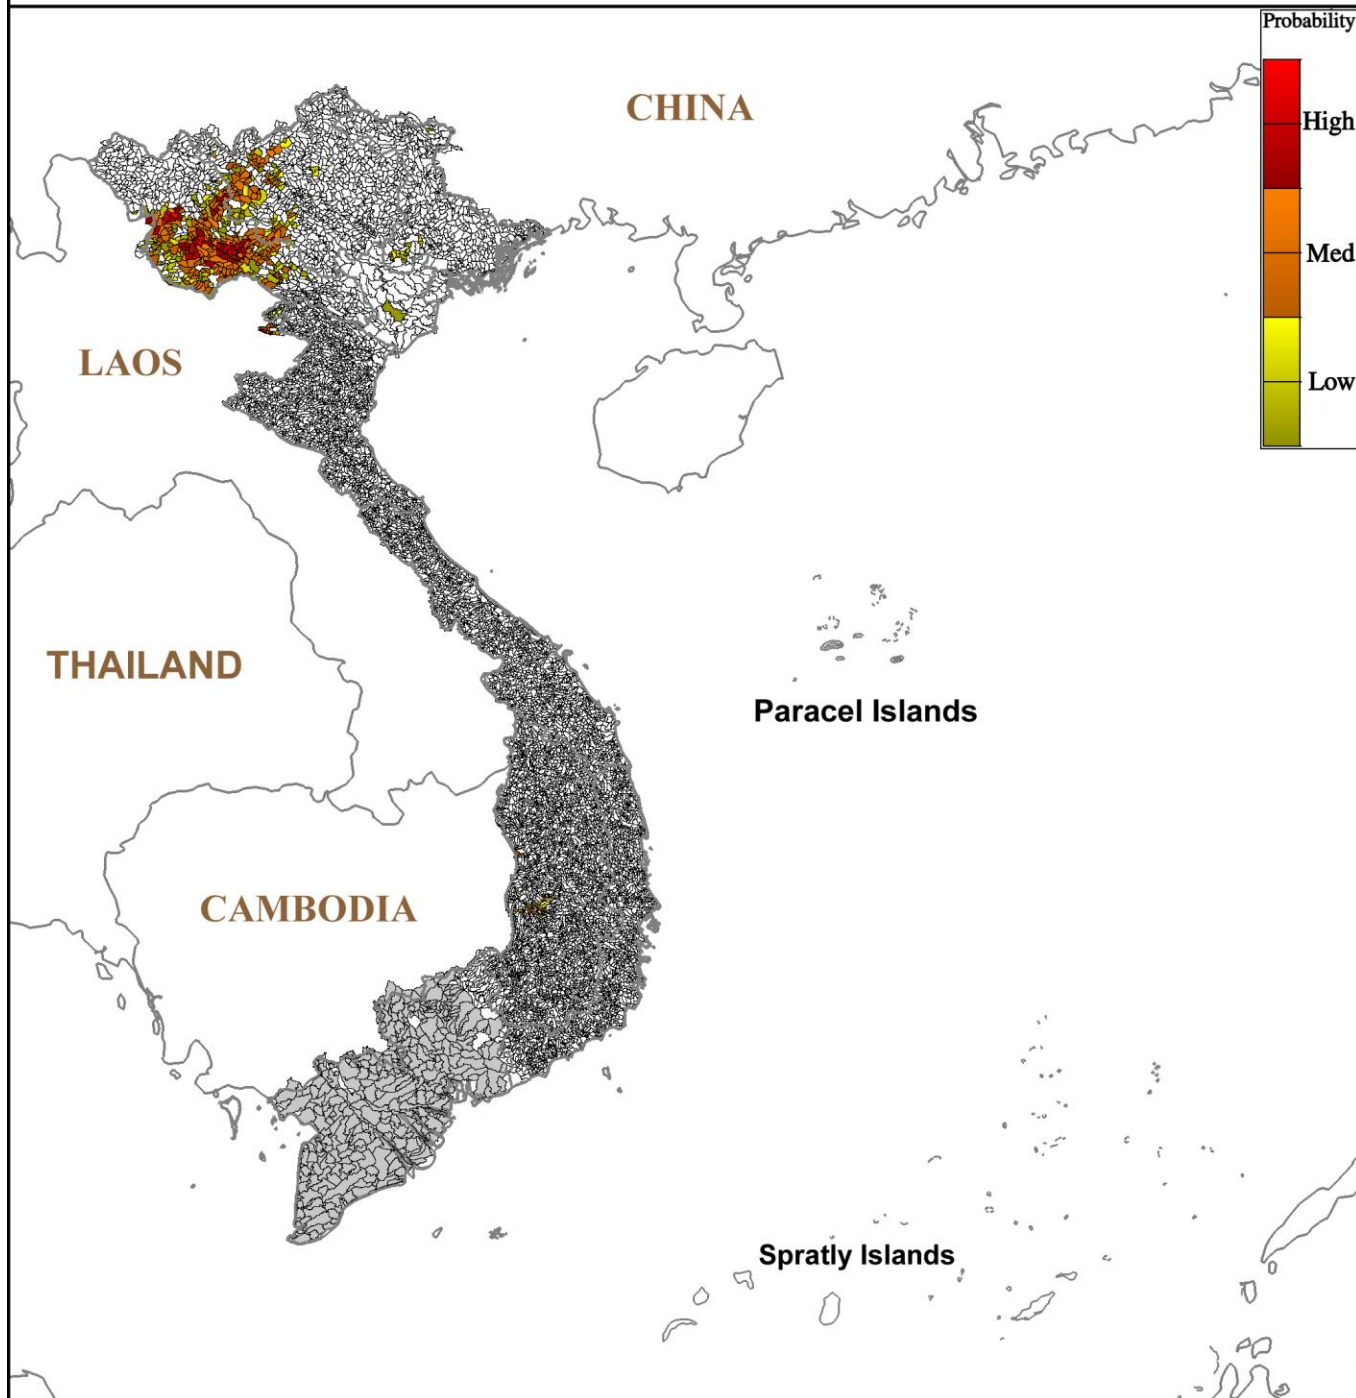 Probability
High
Med
Low
CHINA
LAOS
THAILAND
Paracel Islands
CAMBODIA
Spratly Islands